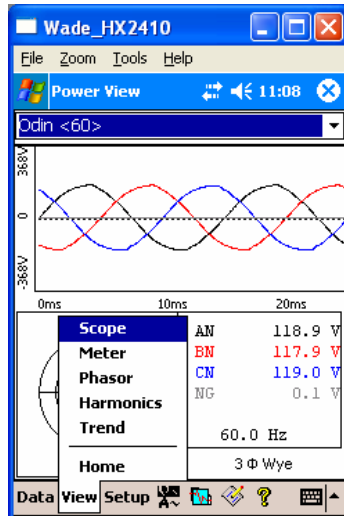 Wade_HX2410
File Zoom Tools Help
Power View 11:08
Odin <60>
368V
0
-368V
0ms 10ms 20ms
Scope
Meter
Phasor
Harmonics
Trend
Home
AN 118.9 V
BN 117.9 V
CN 119.0 V
NG 0.1 V
60.0 Hz
3 Φ Wye
Data View Setup